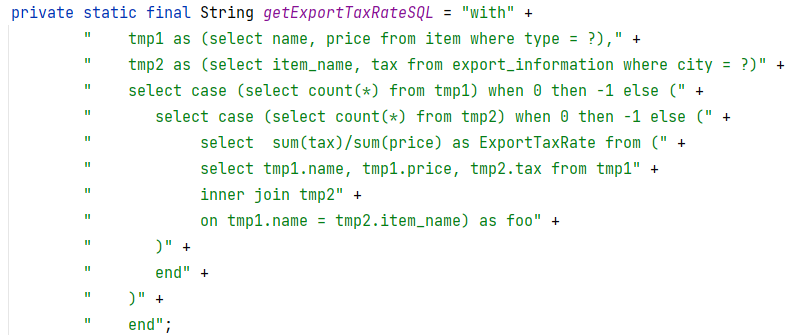 private static final String getExportTaxRateSQL = "with" +
        "    tmp1 as (select name, price from item where type = ?)," +
        "    tmp2 as (select item_name, tax from export_information where city = ?)" +
        "    select case (select count(*) from tmp1) when 0 then -1 else (" +
        "       select case (select count(*) from tmp2) when 0 then -1 else (" +
        "            select  sum(tax)/sum(price) as ExportTaxRate from (" +
        "            select tmp1.name, tmp1.price, tmp2.tax from tmp1" +
        "            inner join tmp2" +
        "            on tmp1.name = tmp2.item_name) as foo" +
        "       )" +
        "       end" +
        "    )" +
        "    end";